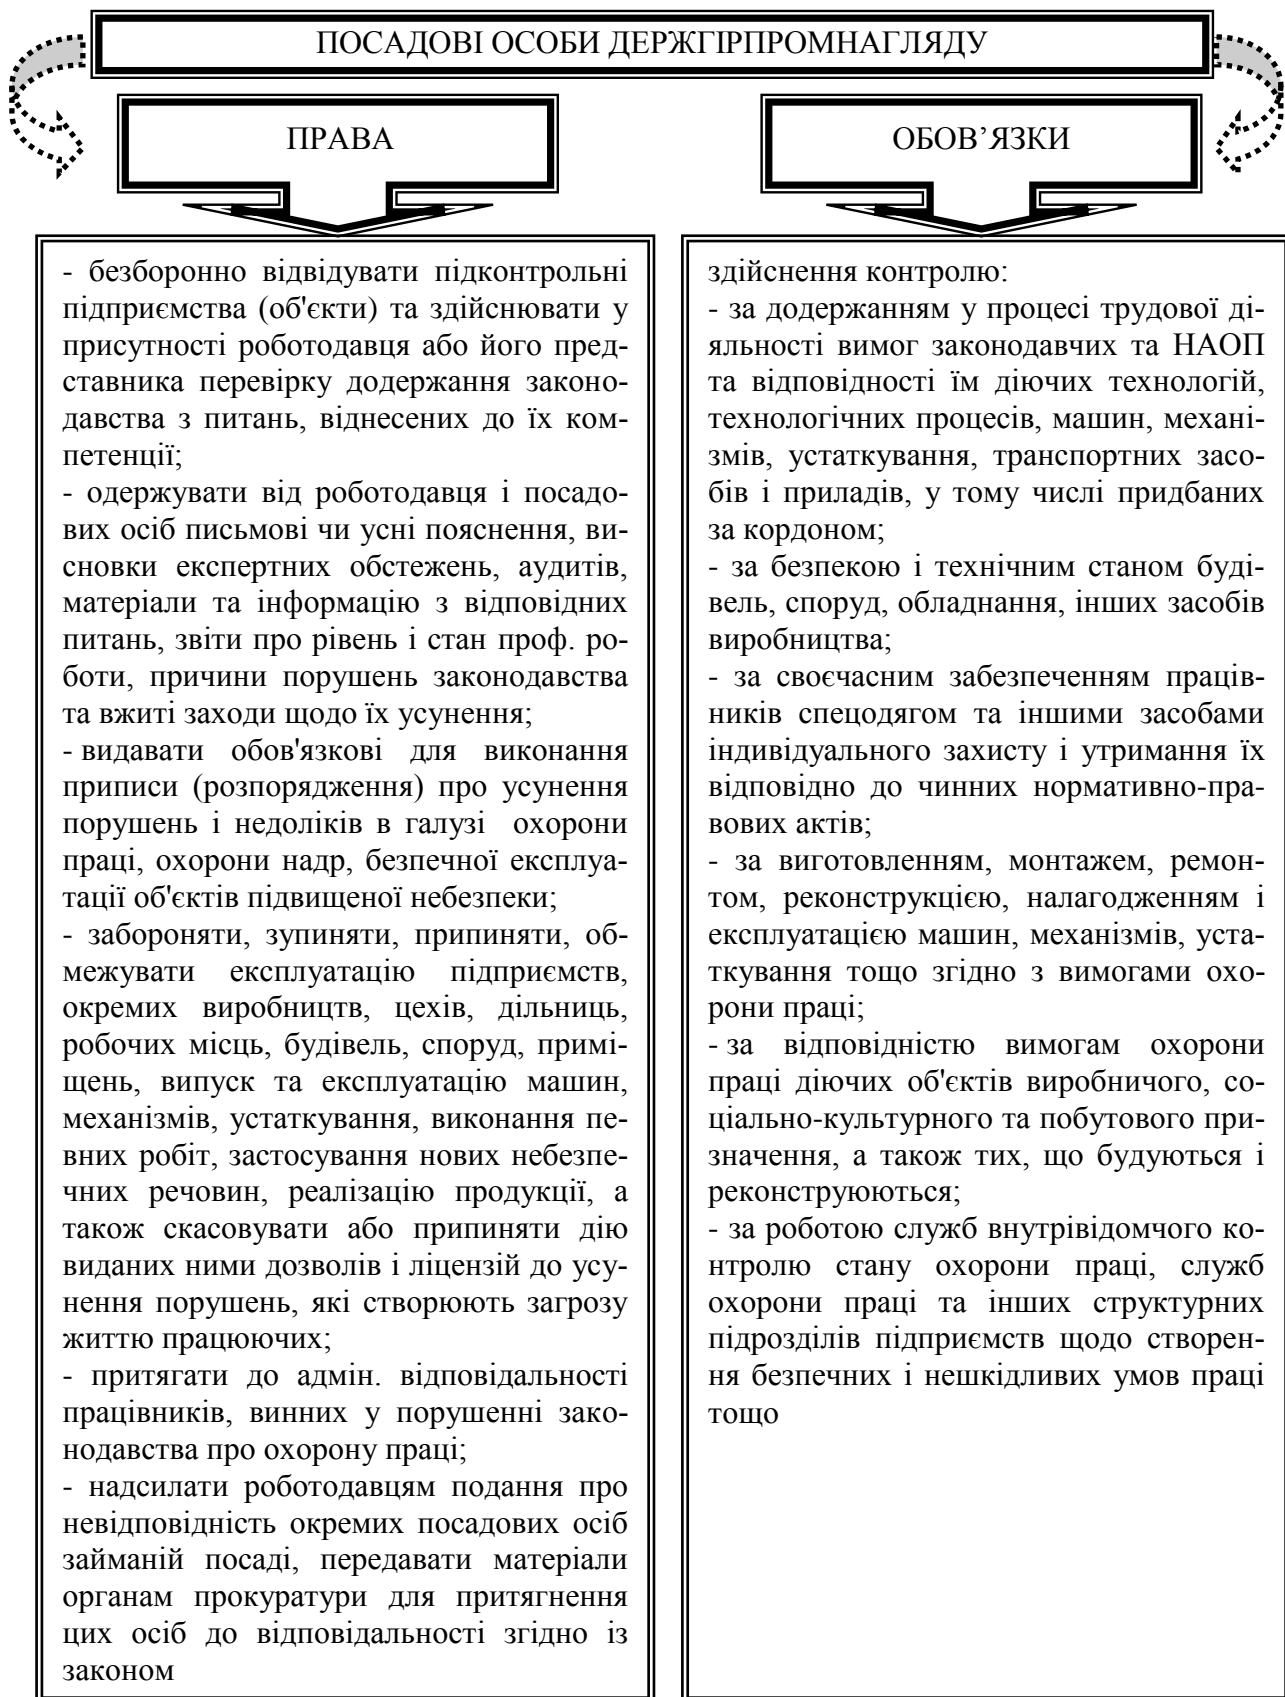 ПОСАДОВІ ОСОБИ ДЕРЖГІРПРОМНАГЛЯДУ
ПРАВА
- безборонно відвідувати підконтрольні
підприємства (об'єкти) та здійснювати у
присутності роботодавця або його пред-
ставника перевірку додержання законо-
давства з питань, віднесених до їх ком-
петенції;
- одержувати від роботодавця і посадо-
вих осіб письмові чи усні пояснення, ви-
сновки експертних обстежень, аудитів,
матеріали та інформацію з відповідних
питань, звіти про рівень і стан проф. ро-
боти, причини порушень законодавства
та вжиті заходи щодо їх усунення;
- видавати обов'язкові для виконання
приписи (розпорядження) про усунення
порушень і недоліків в галузі охорони
праці, охорони надр, безпечної експлуа-
тації об'єктів підвищеної небезпеки;
- забороняти, зупиняти, припиняти, об-
межувати експлуатацію підприємств,
окремих виробництв, цехів, дільниць,
робочих місць, будівель, споруд, примі-
щень, випуск та експлуатацію машин,
механізмів, устаткування, виконання пе-
вних робіт, застосування нових небезпе-
чних речовин, реалізацію продукції, а
також скасовувати або припиняти дію
виданих ними дозволів і ліцензій до усу-
нення порушень, які створюють загрозу
життю працюючих;
- притягати до адмін. відповідальності
працівників, винних у порушенні зако-
нодавства про охорону праці;
- надсилати роботодавцям подання про
невідповідність окремих посадових осіб
займаній посаді, передавати матеріали
органам прокуратури для притягнення
цих осіб до відповідальності згідно із
законом
ОБОВ’ЯЗКИ
здійснення контролю:
- за додержанням у процесі трудової ді-
яльності вимог законодавчих та НАОП
та відповідності їм діючих технологій,
технологічних процесів, машин, механі-
змів, устаткування, транспортних засо-
бів і приладів, у тому числі придбаних
за кордоном;
- за безпекою і технічним станом буді-
вель, споруд, обладнання, інших засобів
виробництва;
- за своєчасним забезпеченням праців-
ників спецодягом та іншими засобами
індивідуального захисту і утримання їх
відповідно до чинних нормативно-пра-
вових актів;
- за виготовленням, монтажем, ремон-
том, реконструкцією, налагодженням і
експлуатацією машин, механізмів, уста-
ткування тощо згідно з вимогами охо-
рони праці;
- за відповідністю вимогам охорони
праці діючих об'єктів виробничого, со-
ціально-культурного та побутового при-
значення, а також тих, що будуються і
реконструюються;
- за роботою служб внутрівідомчого ко-
нтролю стану охорони праці, служб
охорони праці та інших структурних
підрозділів підприємств щодо створен-
ня безпечних і нешкідливих умов праці
тощо